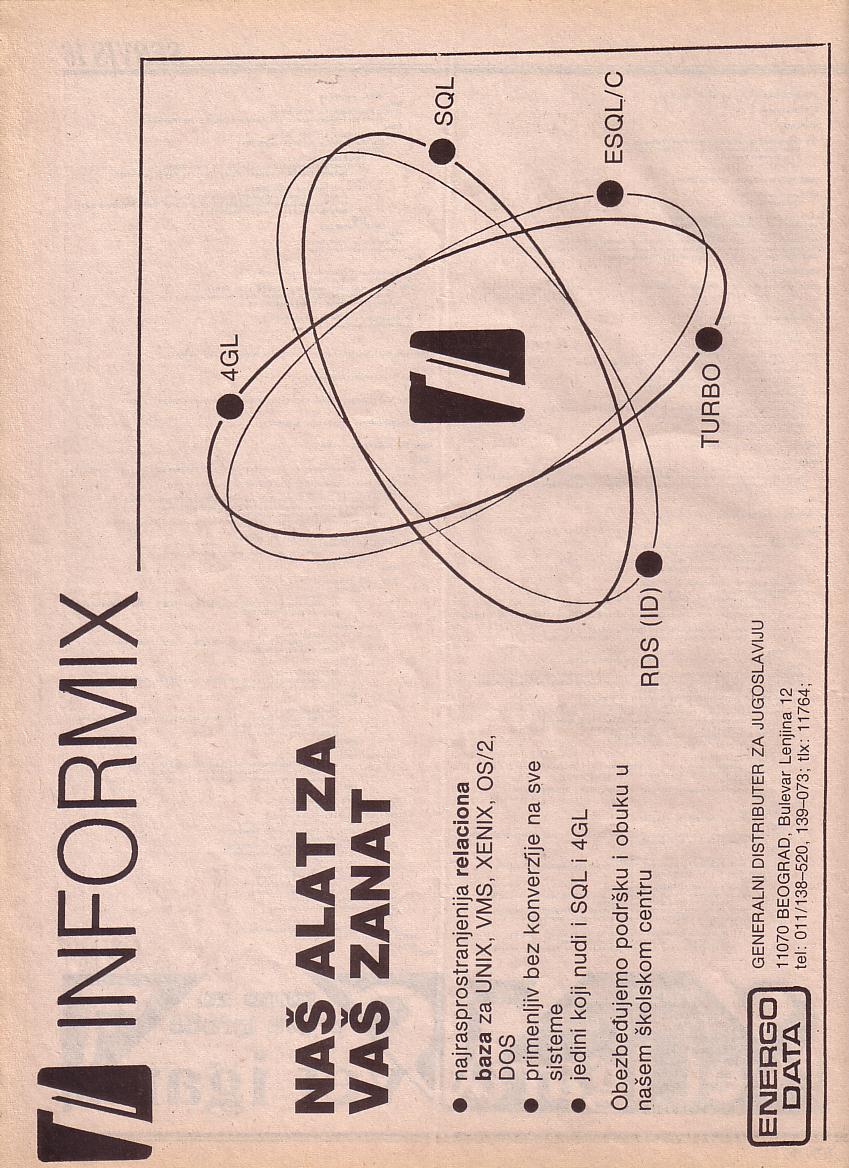 INFORMIX
NAŠ ALAT ZA
VAŠ ZANAT
● najrasprostranjenija relaciona
baza za UNIX, VMS, XENIX, OS/2,
DOS
● primenljiv bez konverzije na sve
sisteme
● jedini koji nudi i SQL i 4GL
Obezbeđujemo podršku i obuku u
našem školskom centru
4GL
SQL
ESQL/C
TURBO
RDS (ID)
ENERGO
DATA
GENERALNI DISTRIBUTER ZA JUGOSLAVIJU
11070 BEOGRAD, Bulevar Lenjina 12
tel: 011/138–520, 139–073; tlx: 11764;